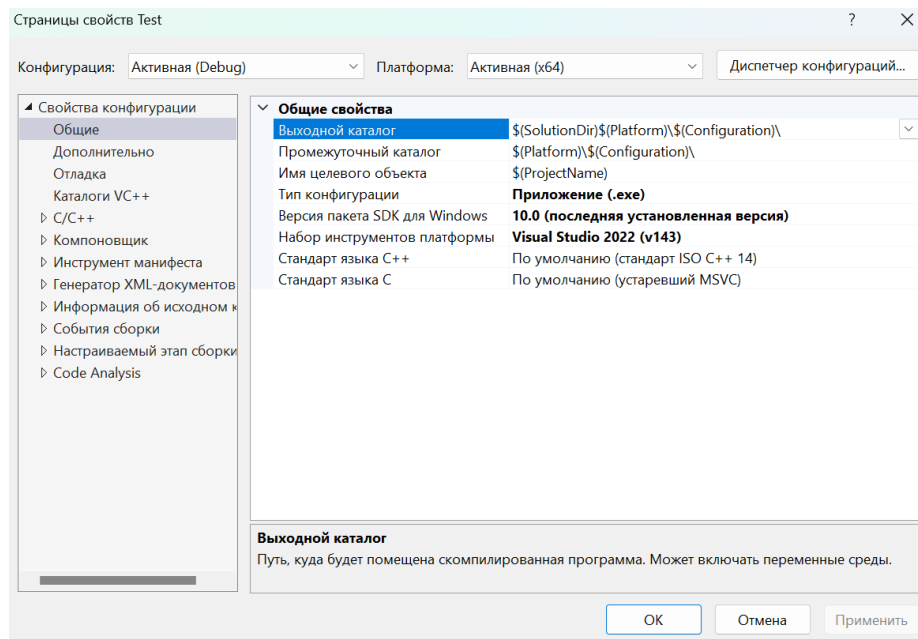 Страницы свойств Test ?
Конфигурация: Активная (Debug) Платформа: Активная (x64) Диспетчер конфигураций...
Свойства конфигурации
Общие
Дополнительно
Отладка
Каталоги VC++
C/C++
Компоновщик
Инструмент манифеста
Генератор XML-документов
Информация об исходном к
События сборки
Настраиваемый этап сборки
Code Analysis
Общие свойства
Выходной каталог $(SolutionDir)$(Platform)\$(Configuration)\
Промежуточный каталог $(Platform)\$(Configuration)\
Имя целевого объекта $(ProjectName)
Тип конфигурации Приложение (.exe)
Версия пакета SDK для Windows 10.0 (последняя установленная версия)
Набор инструментов платформы Visual Studio 2022 (v143)
Стандарт языка C++ По умолчанию (стандарт ISO C++ 14)
Стандарт языка C По умолчанию (устаревший MSVC)
Выходной каталог
Путь, куда будет помещена скомпилированная программа. Может включать переменные среды.
ОК Отмена Применить